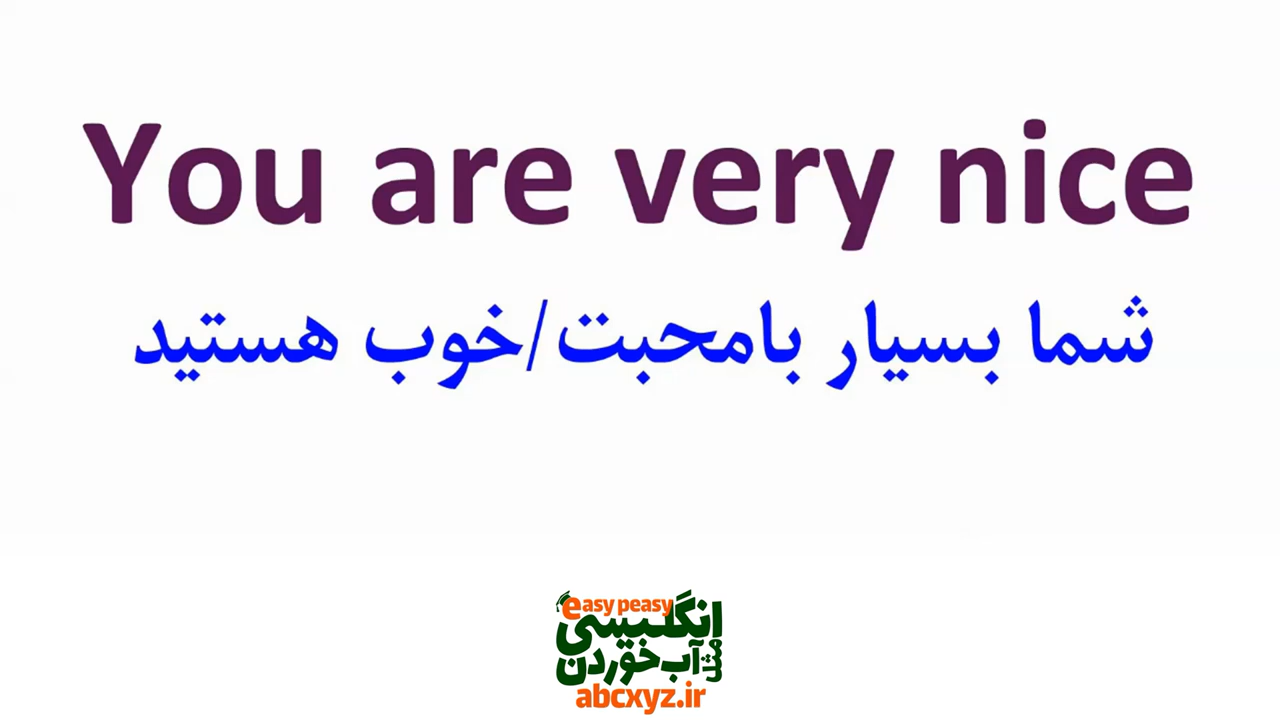 You are very nice
شما بسیار بامحبت/خوب هستید
easy peasy
انگلیسی
مثل آب خوردن
abcxyz.ir